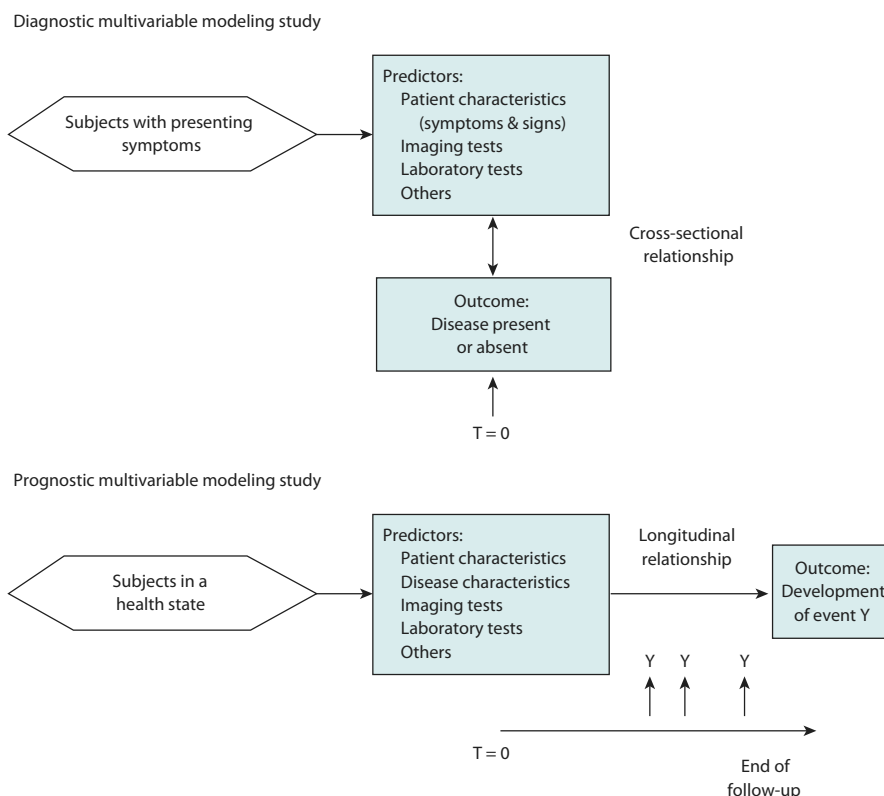 Diagnostic multivariable modeling study
Subjects with presenting
symptoms
Predictors:
Patient characteristics
(symptoms & signs)
Imaging tests
Laboratory tests
Others
Cross-sectional
relationship
Outcome:
Disease present
or absent
T = 0
Prognostic multivariable modeling study
Subjects in a
health state
Predictors:
Patient characteristics
Disease characteristics
Imaging tests
Laboratory tests
Others
Longitudinal
relationship
Outcome:
Development
of event Y
Y Y Y
T = 0
End of
follow-up